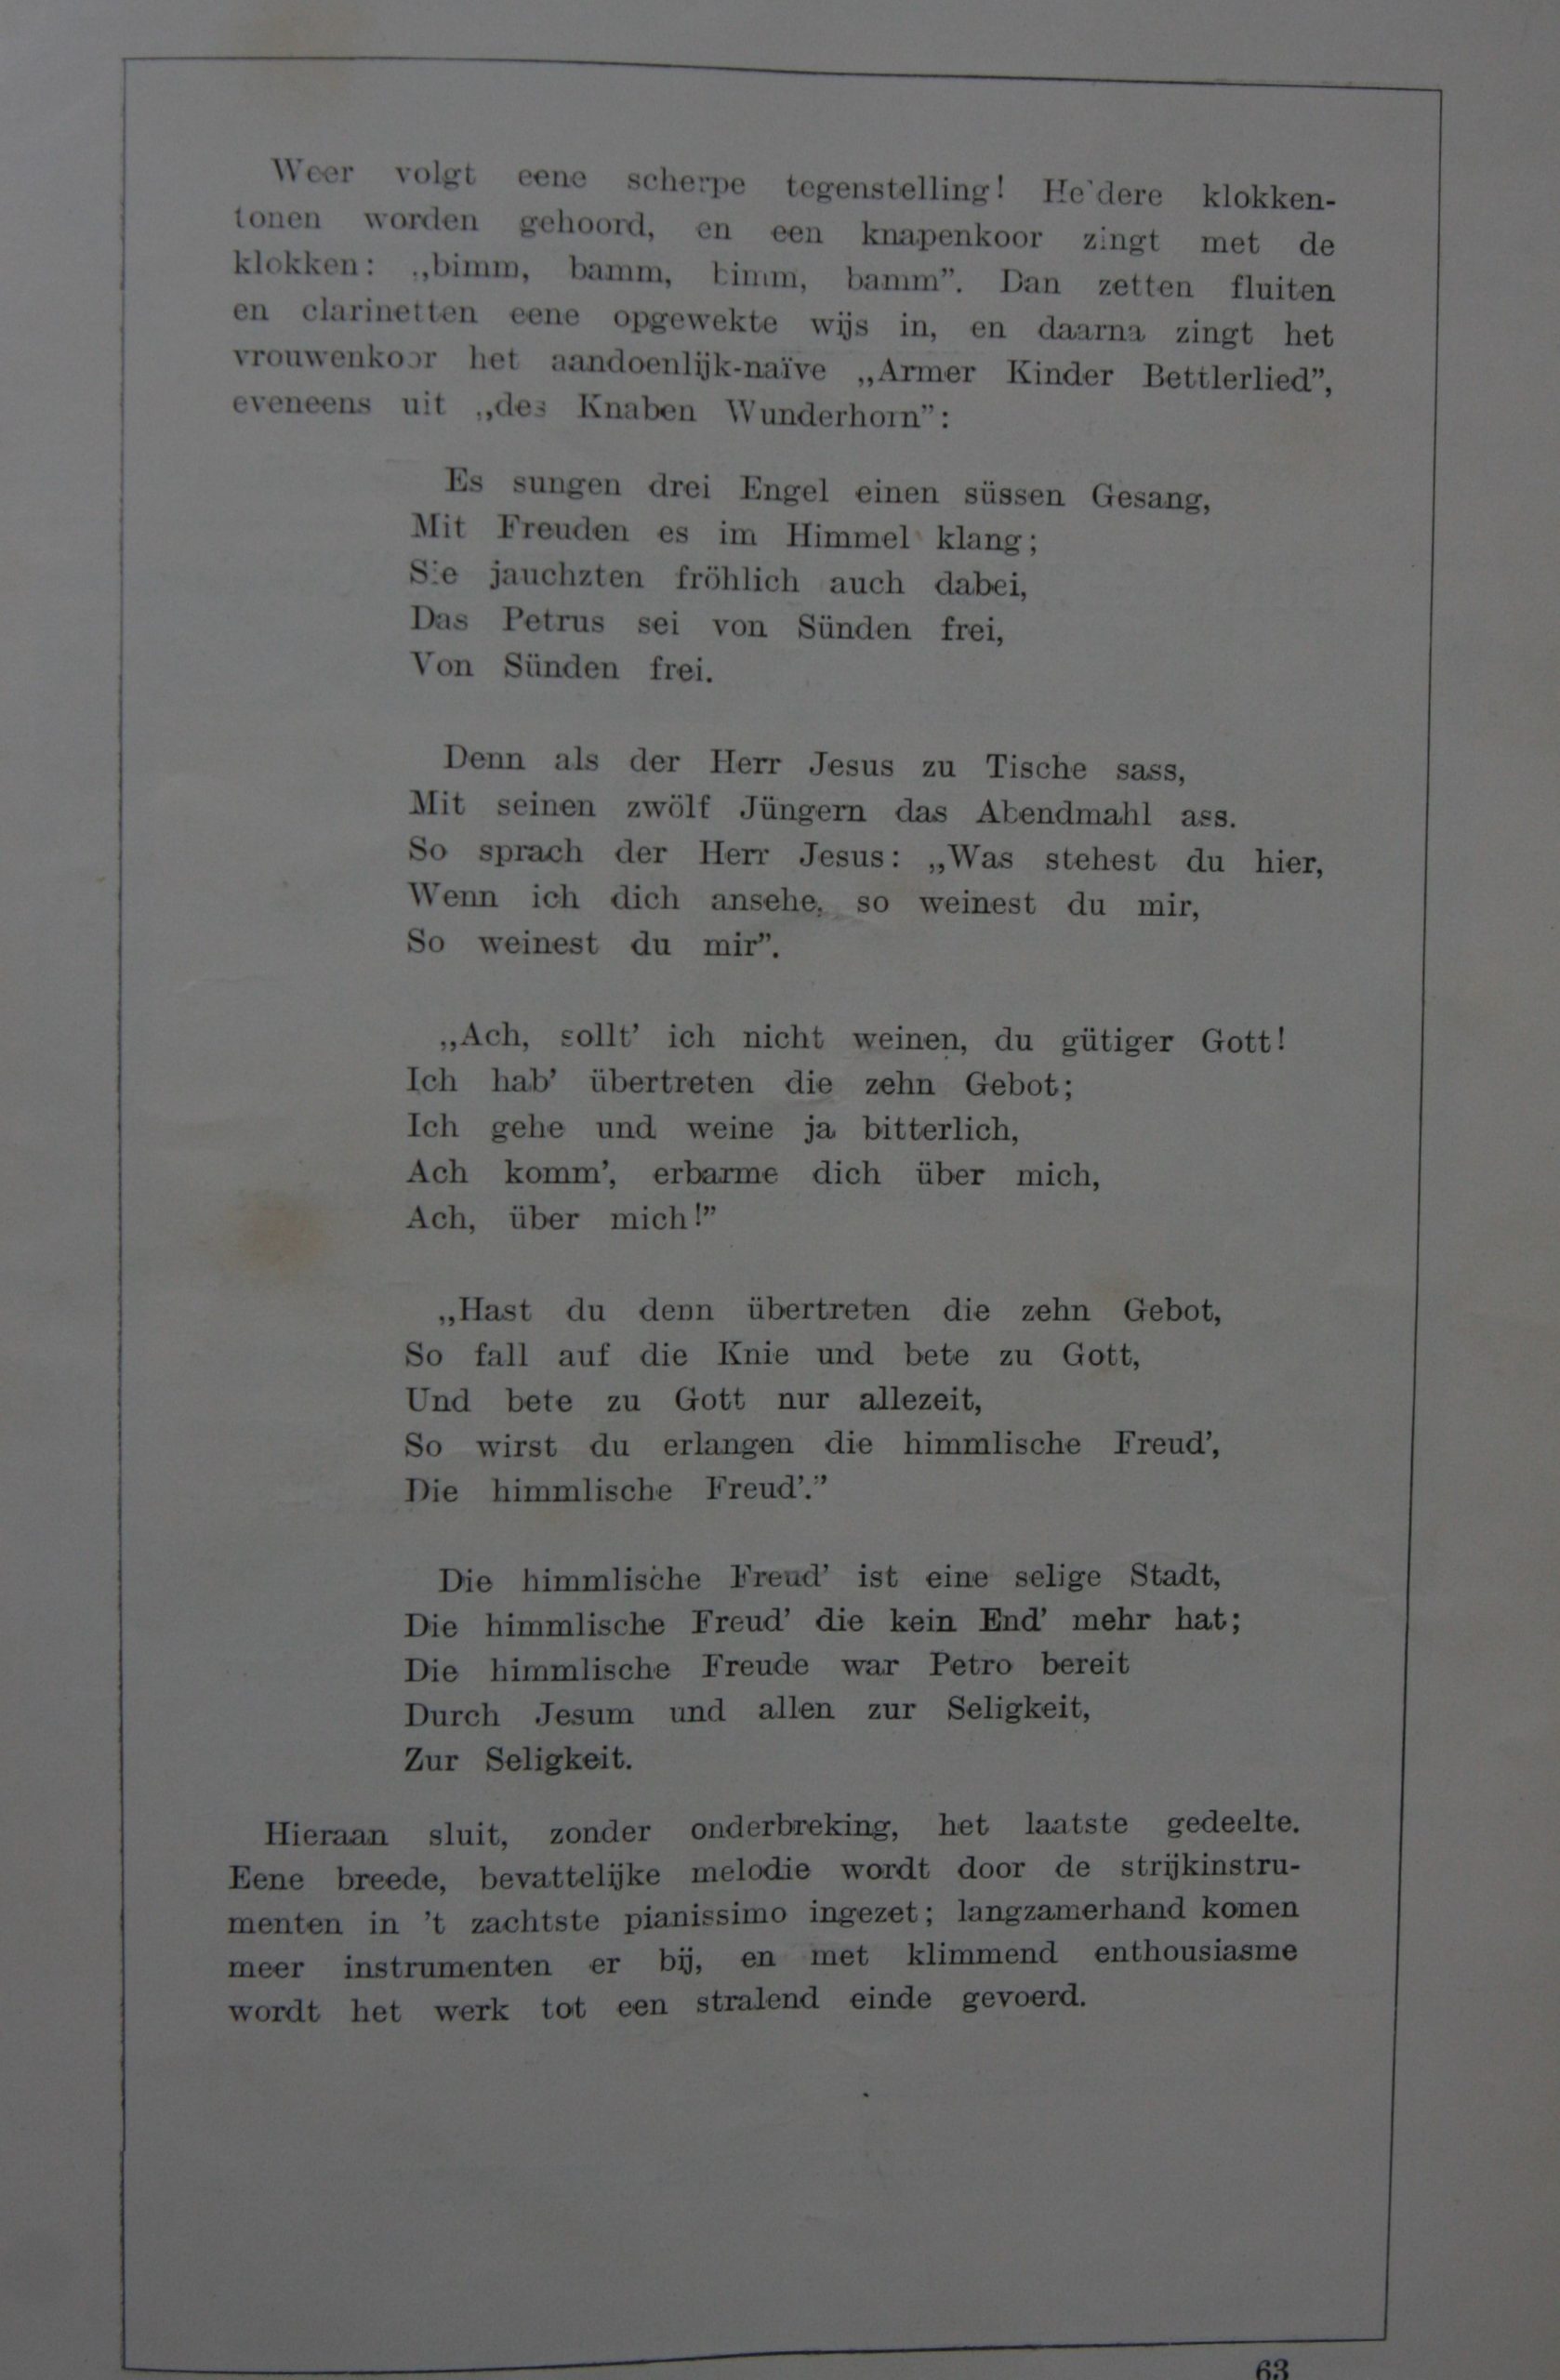 Weer volgt eene scherpe tegenstelling! Heldere klokken-
tonen worden gehoord, en een knapenkoor zingt met de
klokken: „bimm, bamm, bimm, bamm”. Dan zetten fluiten
en clarinetten eene opgewekte wijs in, en daarna zingt het
vrouwenkoor het aandoenlijk-naïve „Armer Kinder Bettlerlied”,
eveneens uit „des Knaben Wunderhorn”:
Es sungen drei Engel einen süssen Gesang,
Mit Freuden es im Himmel klang;
Sie jauchzten fröhlich auch dabei,
Das Petrus sei von Sünden frei,
Von Sünden frei.
Denn als der Herr Jesus zu Tische sass,
Mit seinen zwölf Jüngern das Abendmahl ass.
So sprach der Herr Jesus: „Was stehest du hier,
Wenn ich dich ansehe, so weinest du mir,
So weinest du mir”.
„Ach, sollt’ ich nicht weinen, du gütiger Gott!
Ich hab’ übertreten die zehn Gebot;
Ich gehe und weine ja bitterlich,
Ach komm’, erbarme dich über mich,
Ach, über mich!”
„Hast du denn übertreten die zehn Gebot,
So fall auf die Knie und bete zu Gott,
Und bete zu Gott nur allezeit,
So wirst du erlangen die himmlische Freud’,
Die himmlische Freud’.”
Die himmlische Freud’ ist eine selige Stadt,
Die himmlische Freud’ die kein End’ mehr hat;
Die himmlische Freude war Petro bereit
Durch Jesum und allen zur Seligkeit,
Zur Seligkeit.
Hieraan sluit, zonder onderbreking, het laatste gedeelte.
Eene breede, bevattelijke melodie wordt door de strijkinstru-
menten in ’t zachtste pianissimo ingezet; langzamerhand komen
meer instrumenten er bij, en met klimmend enthousiasme
wordt het werk tot een stralend einde gevoerd.
63